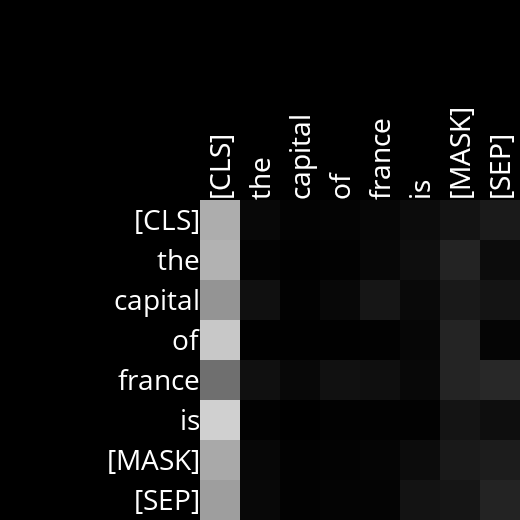 [CLS] the capital of france is [MASK] [SEP]
[CLS]
the
capital
of
france
is
[MASK]
[SEP]